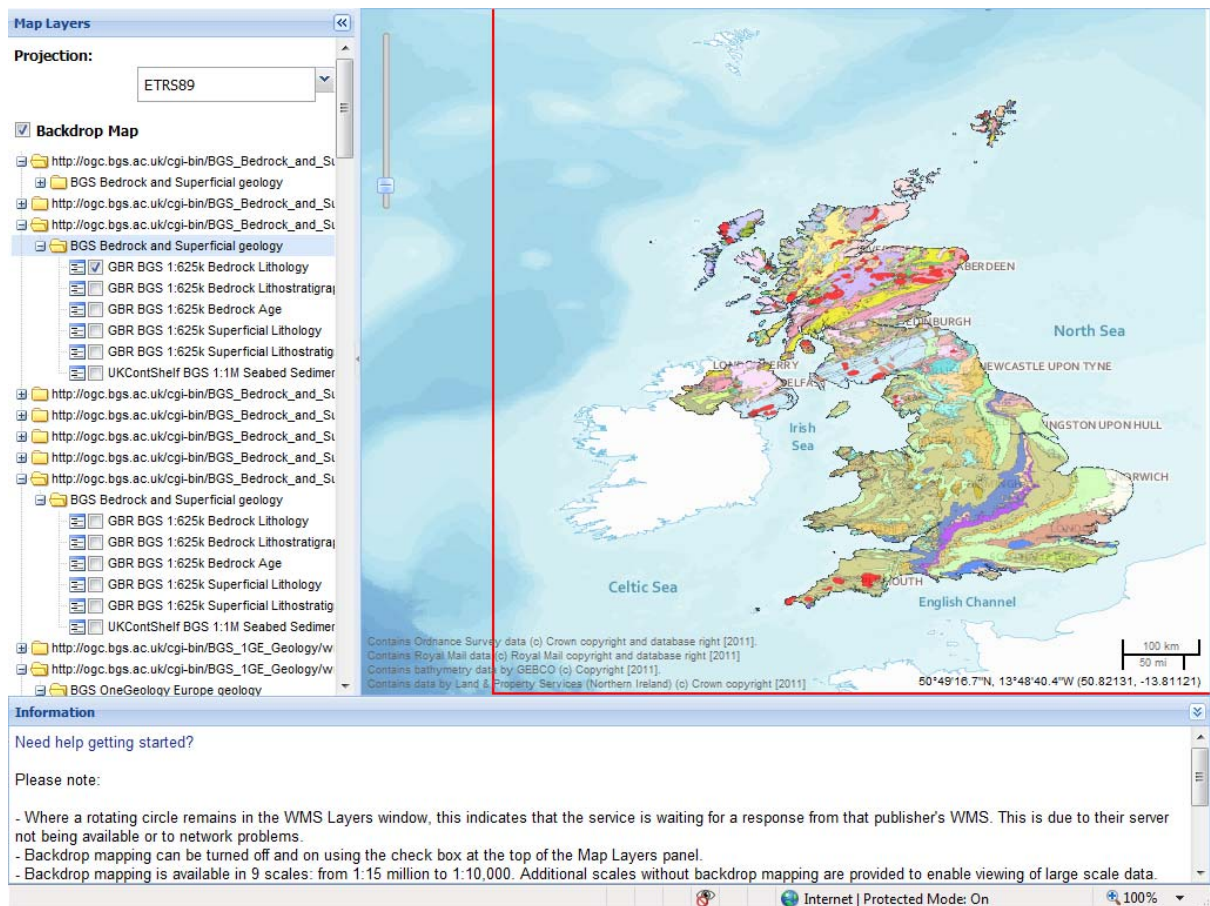 Map Layers
Projection:
ETRS89
Backdrop Map
http://ogc.bgs.ac.uk/cgi-bin/BGS_Bedrock_and_Su
BGS Bedrock and Superficial geology
http://ogc.bgs.ac.uk/cgi-bin/BGS_Bedrock_and_Su
http://ogc.bgs.ac.uk/cgi-bin/BGS_Bedrock_and_Su
BGS Bedrock and Superficial geology
GBR BGS 1:625k Bedrock Lithology
GBR BGS 1:625k Bedrock Lithostratigrap
GBR BGS 1:625k Bedrock Age
GBR BGS 1:625k Superficial Lithology
GBR BGS 1:625k Superficial Lithostratig
UKContShelf BGS 1:1M Seabed Sedimer
http://ogc.bgs.ac.uk/cgi-bin/BGS_Bedrock_and_Su
http://ogc.bgs.ac.uk/cgi-bin/BGS_Bedrock_and_Su
http://ogc.bgs.ac.uk/cgi-bin/BGS_Bedrock_and_Su
http://ogc.bgs.ac.uk/cgi-bin/BGS_Bedrock_and_Su
http://ogc.bgs.ac.uk/cgi-bin/BGS_Bedrock_and_Su
BGS Bedrock and Superficial geology
GBR BGS 1:625k Bedrock Lithology
GBR BGS 1:625k Bedrock Lithostratigrap
GBR BGS 1:625k Bedrock Age
GBR BGS 1:625k Superficial Lithology
GBR BGS 1:625k Superficial Lithostratig
UKContShelf BGS 1:1M Seabed Sedimer
http://ogc.bgs.ac.uk/cgi-bin/BGS_1GE_Geology/w
http://ogc.bgs.ac.uk/cgi-bin/BGS_1GE_Geology/w
BGS OneGeology Europe geology
ABERDEEN
EDINBURGH
North Sea
NEWCASTLE UPON TYNE
Irish
Sea
INGSTON UPON HULL
ORWICH
Celtic Sea
MOUTH
English Channel
Contains Ordnance Survey data (c) Crown copyright and database right [2011].
Contains Royal Mail data (c) Royal Mail copyright and database right [2011]
Contains bathymetry data by GEBCO (c) Copyright [2011].
Contains data by Land & Property Services (Northern Ireland) (c) Crown copyright [2011]
100 km
50 mi
50°49'16.7"N, 13°48'40.4"W (50.82131, -13.81121)
Information
Need help getting started?
Please note:
- Where a rotating circle remains in the WMS Layers window, this indicates that the service is waiting for a response from that publisher's WMS. This is due to their server
not being available or to network problems.
- Backdrop mapping can be turned off and on using the check box at the top of the Map Layers panel.
- Backdrop mapping is available in 9 scales: from 1:15 million to 1:10,000. Additional scales without backdrop mapping are provided to enable viewing of large scale data.
Internet | Protected Mode: On
100%